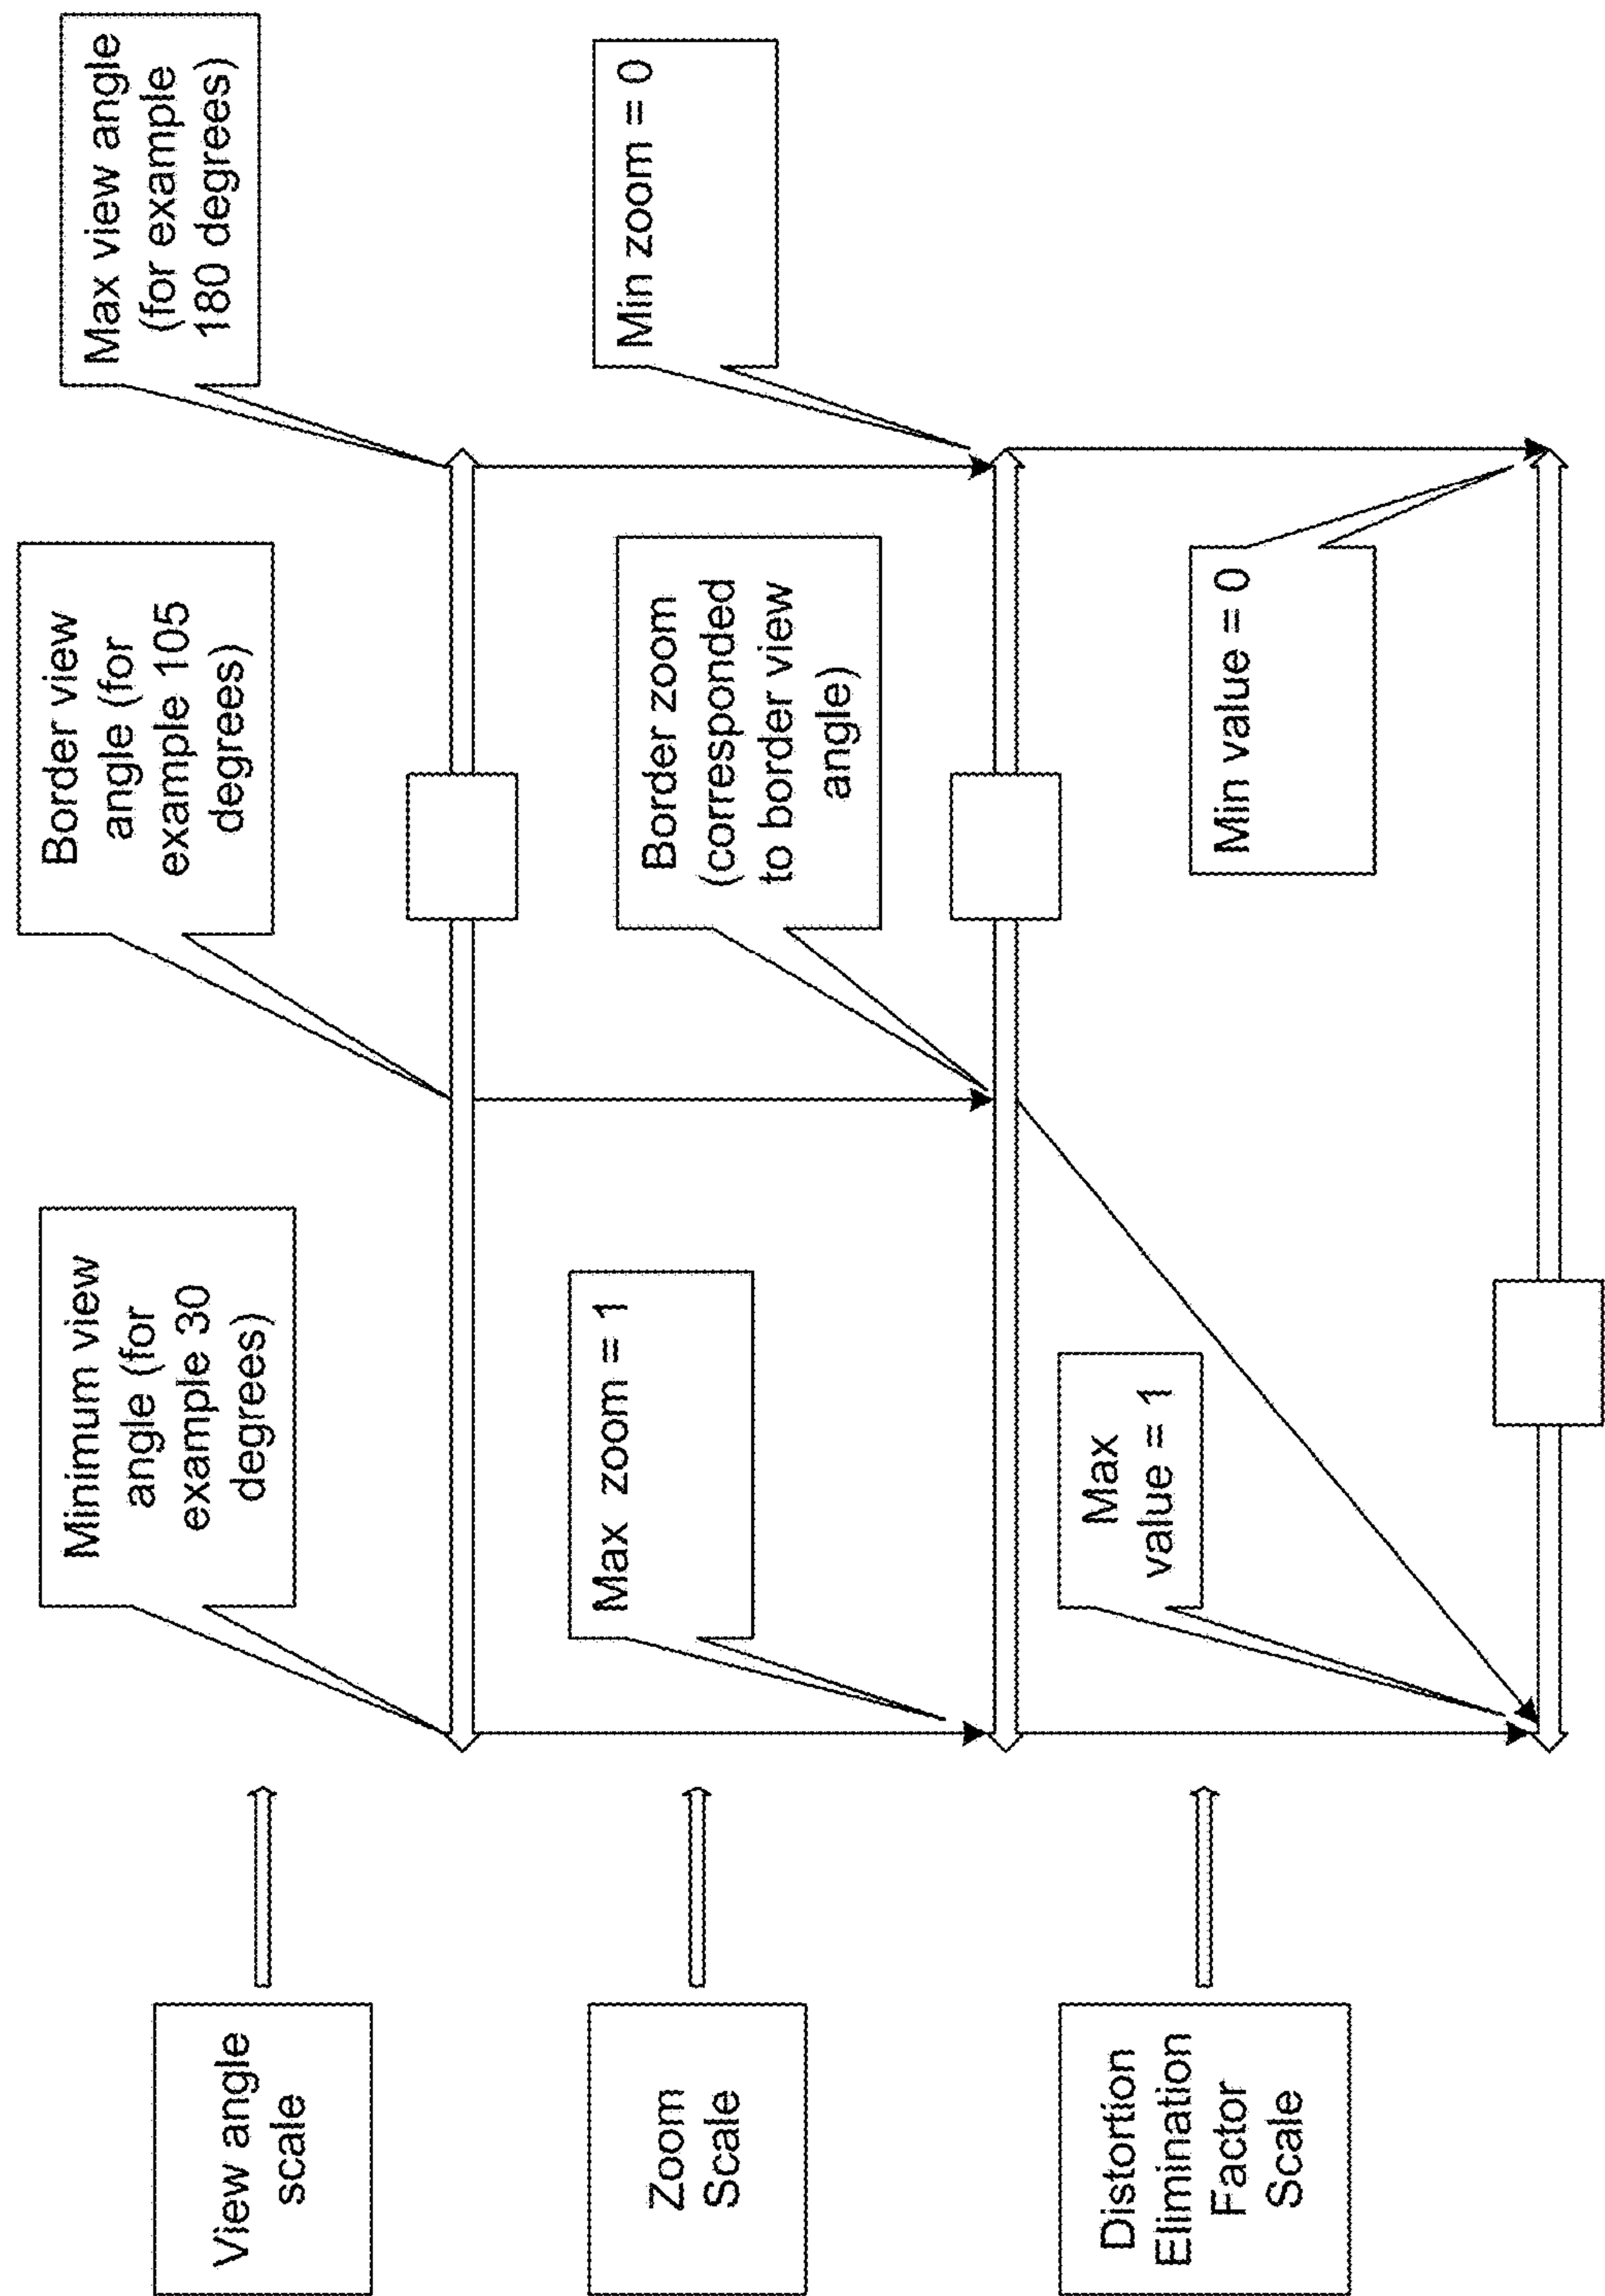 View angle
scale
Minimum view
angle (for
example 30
degrees)
Border view
angle (for
example 105
degrees)
Max view angle
(for example
180 degrees)
Zoom
Scale
Max zoom = 1
Border zoom
(corresponded
to border view
angle)
Min zoom = 0
Distortion
Elimination
Factor
Scale
Max
value = 1
Min value = 0